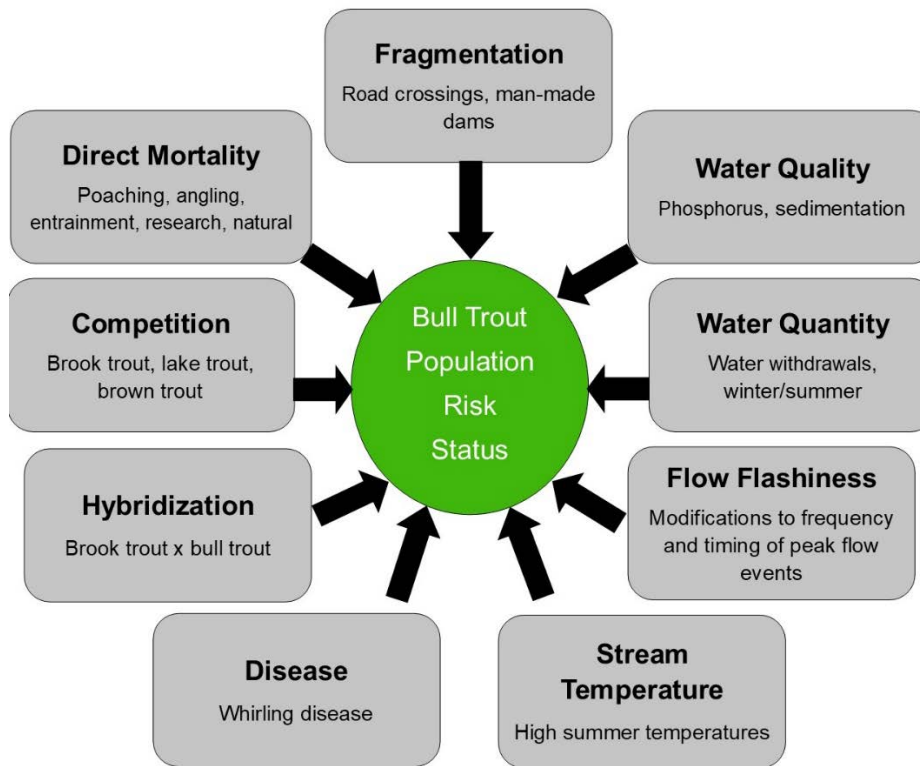 Fragmentation
Road crossings, man-made
dams
Direct Mortality
Poaching, angling,
entrainment, research, natural
Water Quality
Phosphorus, sedimentation
Competition
Brook trout, lake trout,
brown trout
Bull Trout
Population
Risk
Status
Water Quantity
Water withdrawals,
winter/summer
Hybridization
Brook trout x bull trout
Flow Flashiness
Modifications to frequency
and timing of peak flow
events
Disease
Whirling disease
Stream
Temperature
High summer temperatures